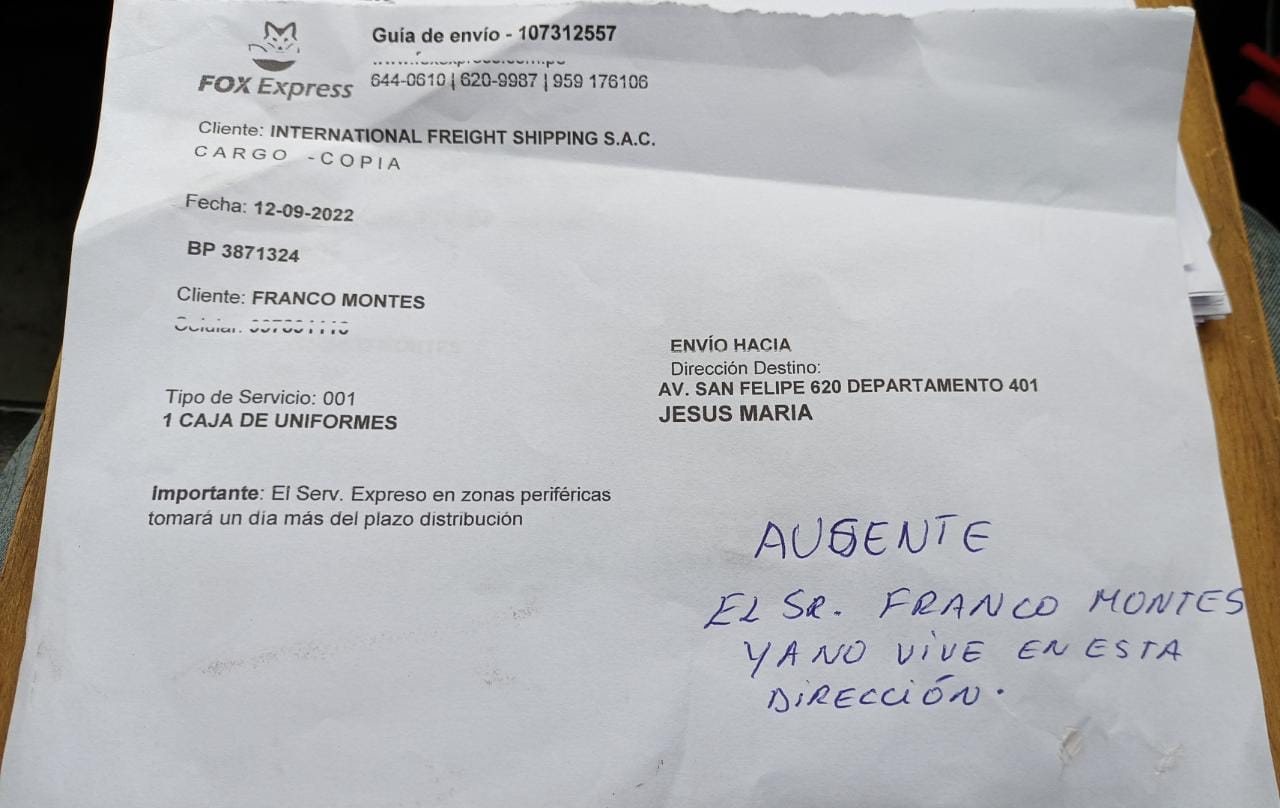 Guía de envío - 107312557
644-0610 | 620-9987 | 959 176106
FOX Express
Cliente: INTERNATIONAL FREIGHT SHIPPING S.A.C.
CARGO -COPIA
Fecha: 12-09-2022
BP 3871324
Cliente: FRANCO MONTES
Celular:
ENVÍO HACIA
Dirección Destino:
AV. SAN FELIPE 620 DEPARTAMENTO 401
JESUS MARIA
Tipo de Servicio: 001
1 CAJA DE UNIFORMES
Importante: El Serv. Expreso en zonas periféricas
tomará un día más del plazo distribución
AUSENTE
EL SR. FRANCO MONTES
YA NO VIVE EN ESTA
DIRECCIÓN.